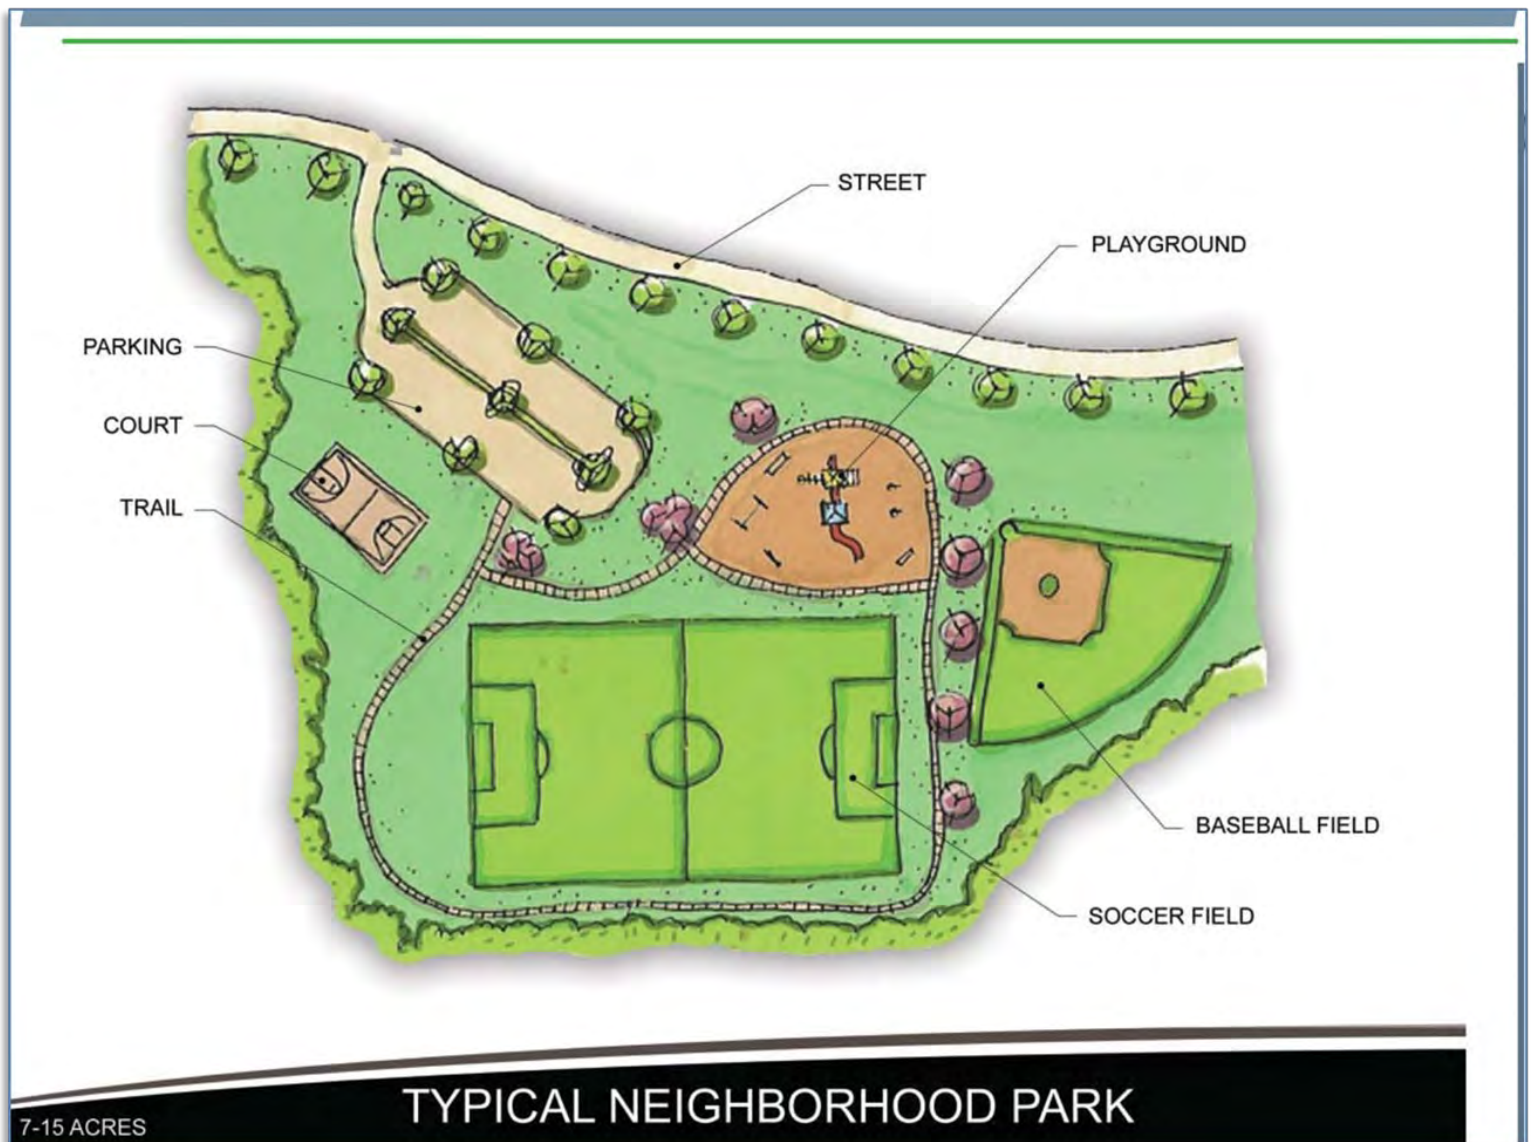 STREET
PLAYGROUND
PARKING
COURT
TRAIL
BASEBALL FIELD
SOCCER FIELD
TYPICAL NEIGHBORHOOD PARK
7-15 ACRES